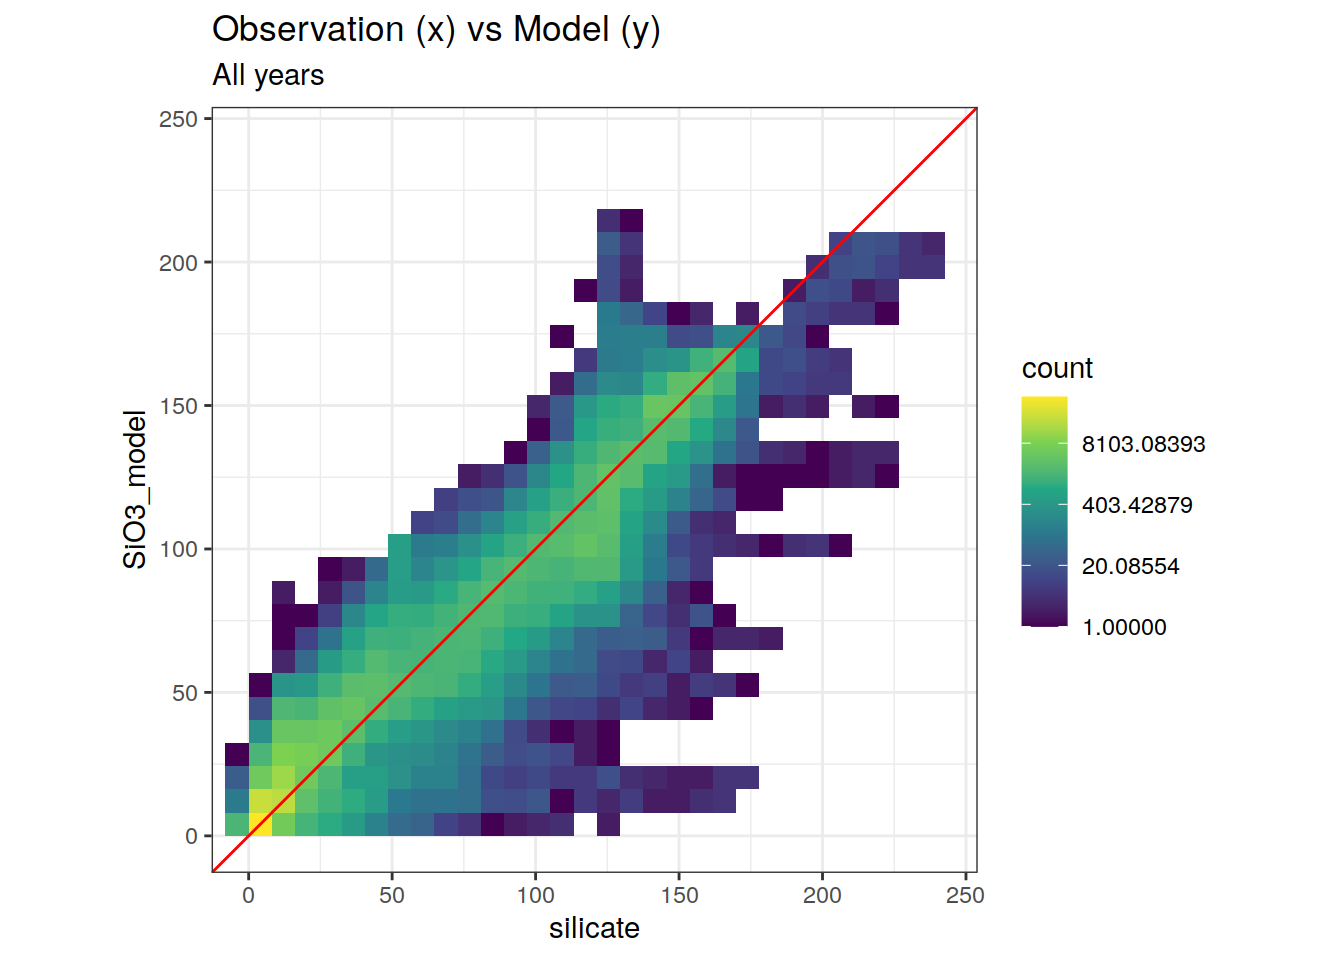 Observation (x) vs Model (y)
All years
250
200
150
100
50
0
SiO3_model
0 50 100 150 200 250
silicate
count
8103.08393
403.42879
20.08554
1.00000